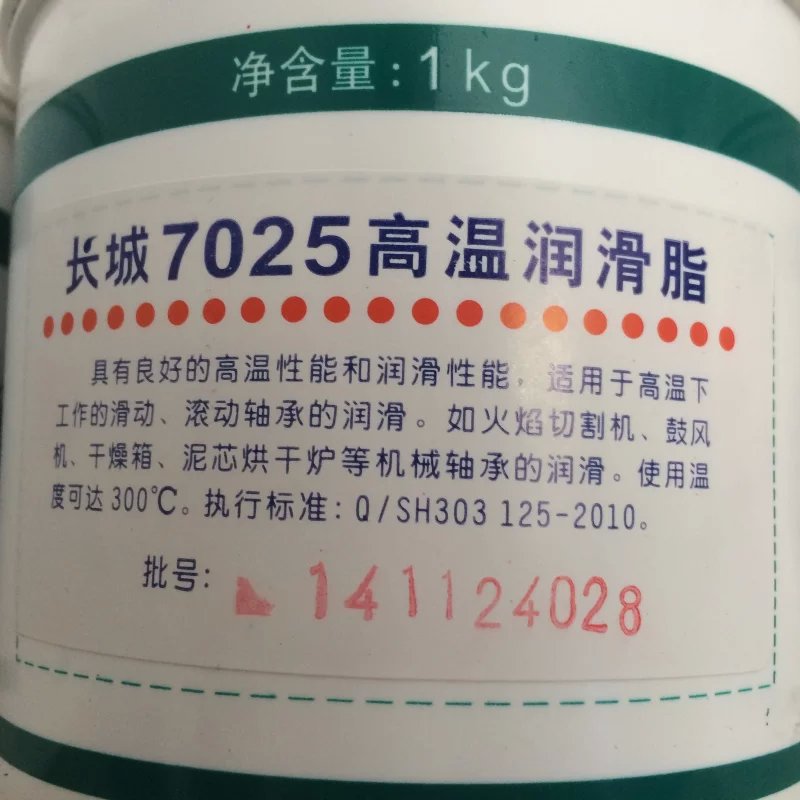 净含量:1kg
长城7025高温润滑脂
具有良好的高温性能和润滑性能,适用于高温下
工作的滑动、滚动轴承的润滑。如火焰切割机、鼓风
机、干燥箱、泥芯烘干炉等机械轴承的润滑。使用温
度可达300℃。执行标准:Q/SH303 125-2010。
批号: 141124028